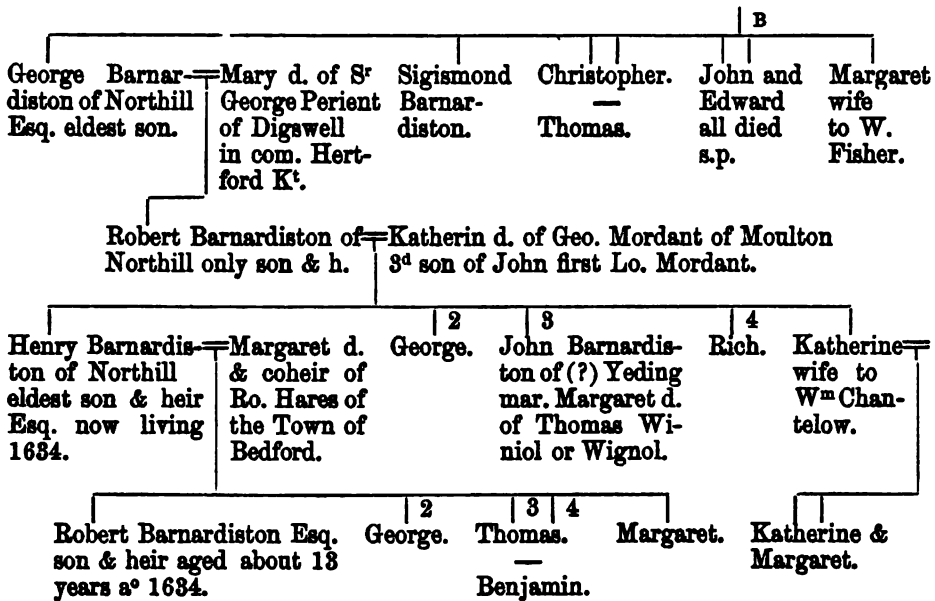 B
George Barnar-
diston of Northill
Esq. eldest son.
Mary d. of Sʳ
George Perient
of Digswell
in com. Hert-
ford Kᵗ.
Sigismond
Barnar-
diston.
Christopher.
—
Thomas.
John and
Edward
all died
s.p.
Margaret
wife
to W.
Fisher.
Robert Barnardiston of
Northill only son & h.
Katherin d. of Geo. Mordant of Moulton
3ᵈ son of John first Lo. Mordant.
Henry Barnardis-
ton of Northill
eldest son & heir
Esq. now living
1634.
Margaret d.
& coheir of
Ro. Hares of
the Town of
Bedford.
2
George.
3
John Barnardis-
ton of (?) Yeding
mar. Margaret d.
of Thomas Wi-
niol or Wignol.
4
Rich.
Katherine
wife to
Wᵐ Chan-
telow.
Robert Barnardiston Esq.
son & heir aged about 13
years aᵒ 1634.
2
George.
3 4
Thomas.
—
Benjamin.
Margaret.
Katherine &
Margaret.